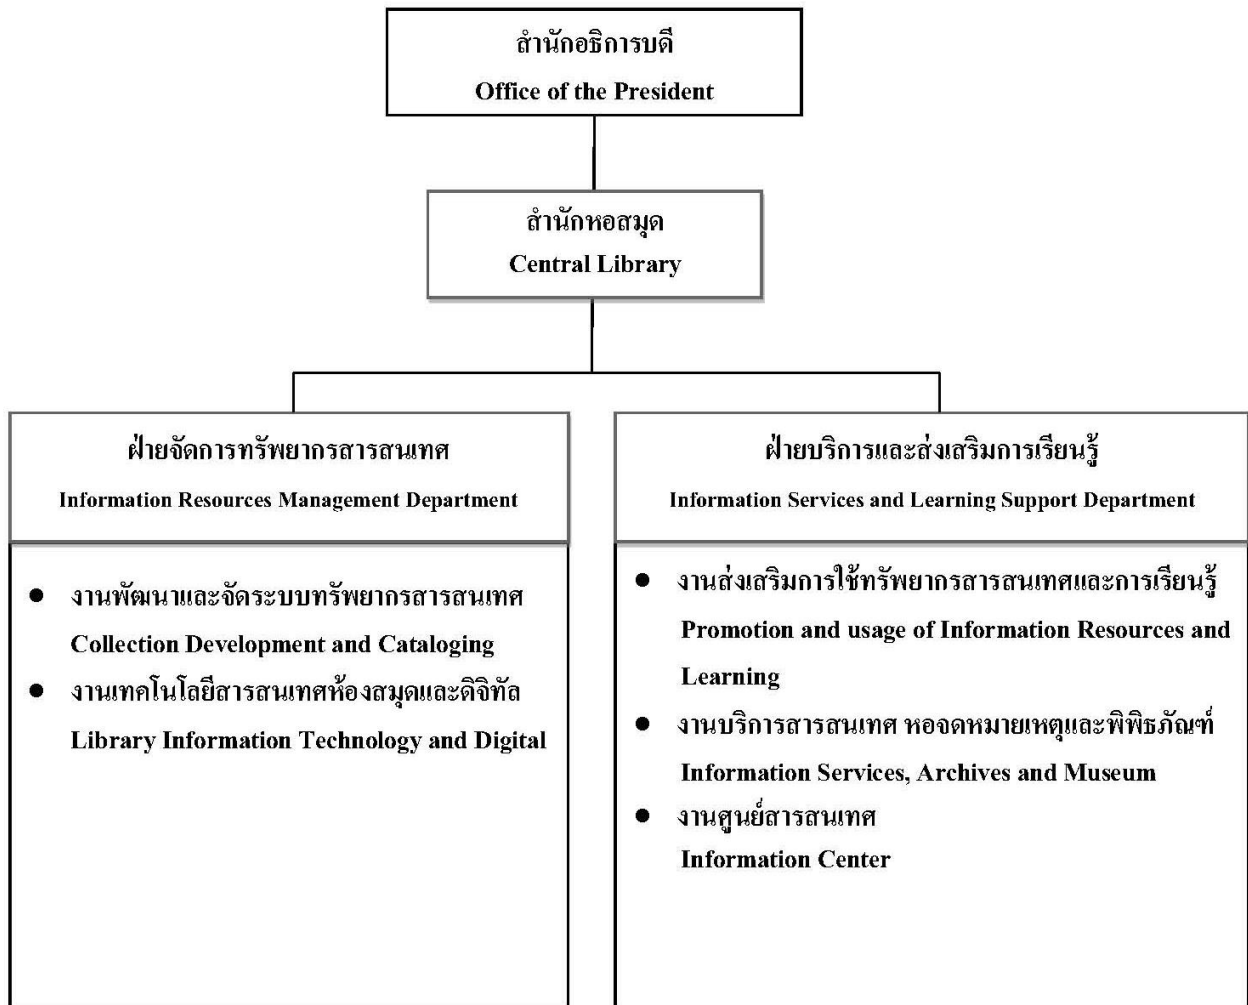 สำนักอธิการบดี
Office of the President
สำนักหอสมุด
Central Library
ฝ่ายจัดการทรัพยากรสารสนเทศ
Information Resources Management Department
● งานพัฒนาและจัดระบบทรัพยากรสารสนเทศ
Collection Development and Cataloging
● งานเทคโนโลยีสารสนเทศห้องสมุดและดิจิทัล
Library Information Technology and Digital
ฝ่ายบริการและส่งเสริมการเรียนรู้
Information Services and Learning Support Department
● งานส่งเสริมการใช้ทรัพยากรสารสนเทศและการเรียนรู้
Promotion and usage of Information Resources and
Learning
● งานบริการสารสนเทศ หอจดหมายเหตุและพิพิธภัณฑ์
Information Services, Archives and Museum
● งานศูนย์สารสนเทศ
Information Center